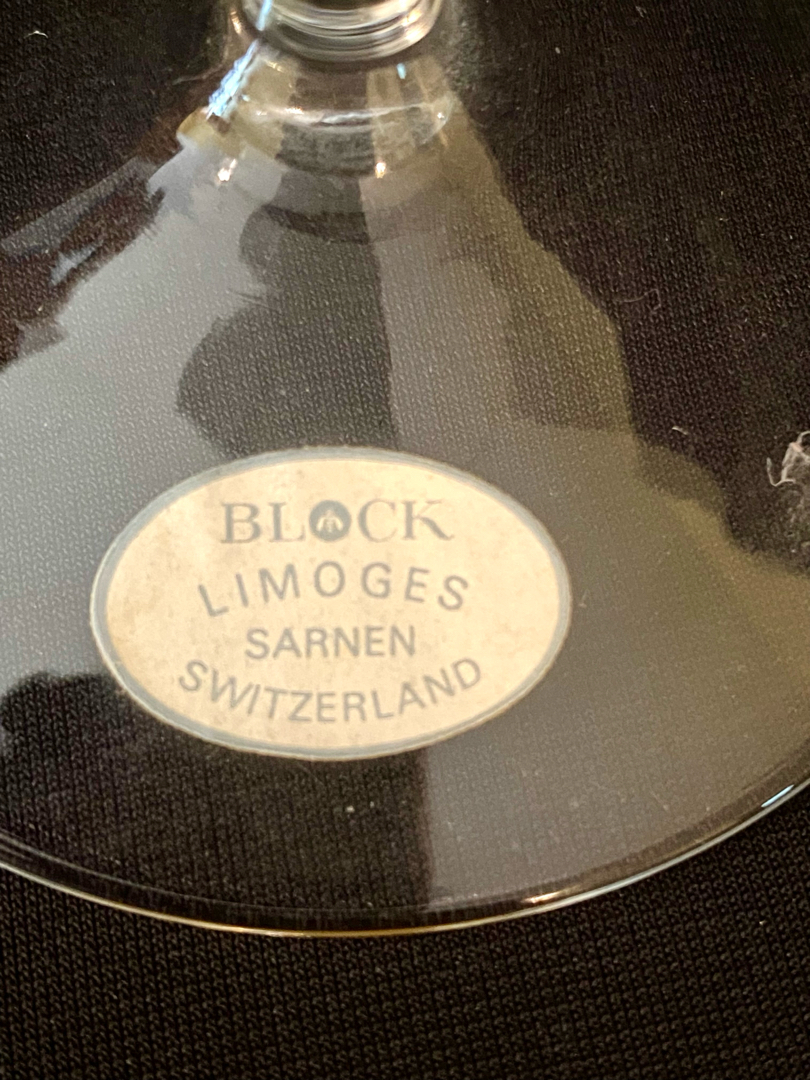 BLOCK
LIMOGES
SARNEN
SWITZERLAND